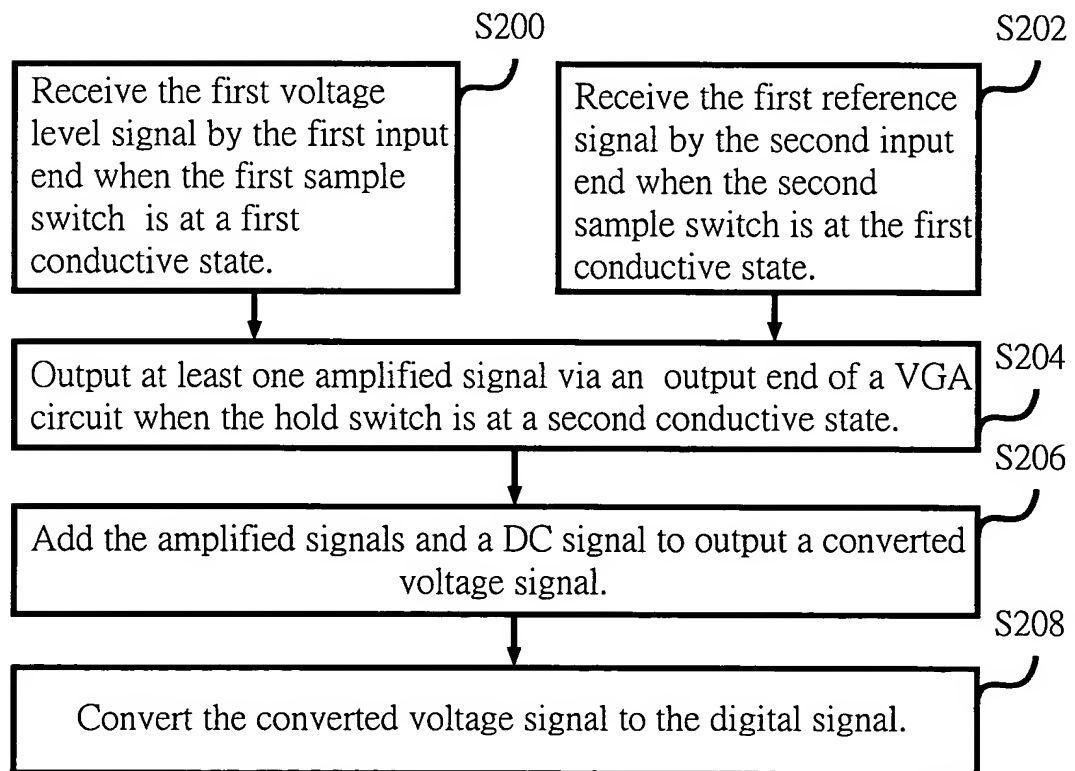 S200
Receive the first voltage
level signal by the first input
end when the first sample
switch is at a first
conductive state.
S202
Receive the first reference
signal by the second input
end when the second
sample switch is at the first
conductive state.
S204
Output at least one amplified signal via an output end of a VGA
circuit when the hold switch is at a second conductive state.
S206
Add the amplified signals and a DC signal to output a converted
voltage signal.
S208
Convert the converted voltage signal to the digital signal.